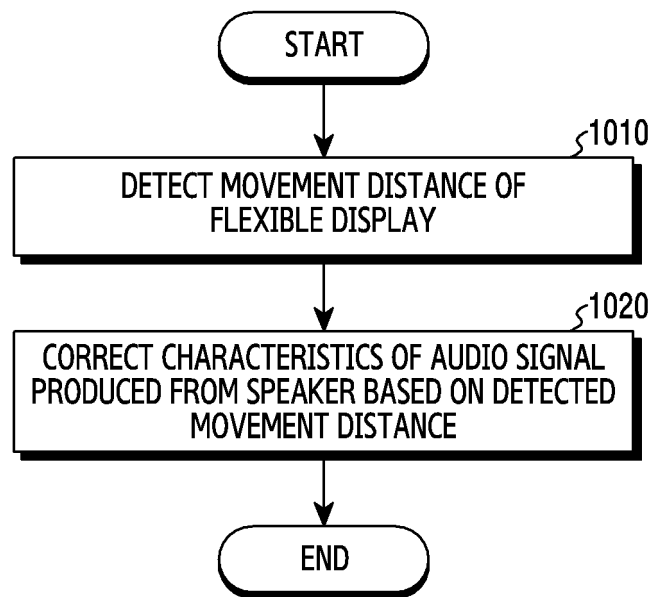 START
1010
DETECT MOVEMENT DISTANCE OF
FLEXIBLE DISPLAY
1020
CORRECT CHARACTERISTICS OF AUDIO SIGNAL
PRODUCED FROM SPEAKER BASED ON DETECTED
MOVEMENT DISTANCE
END